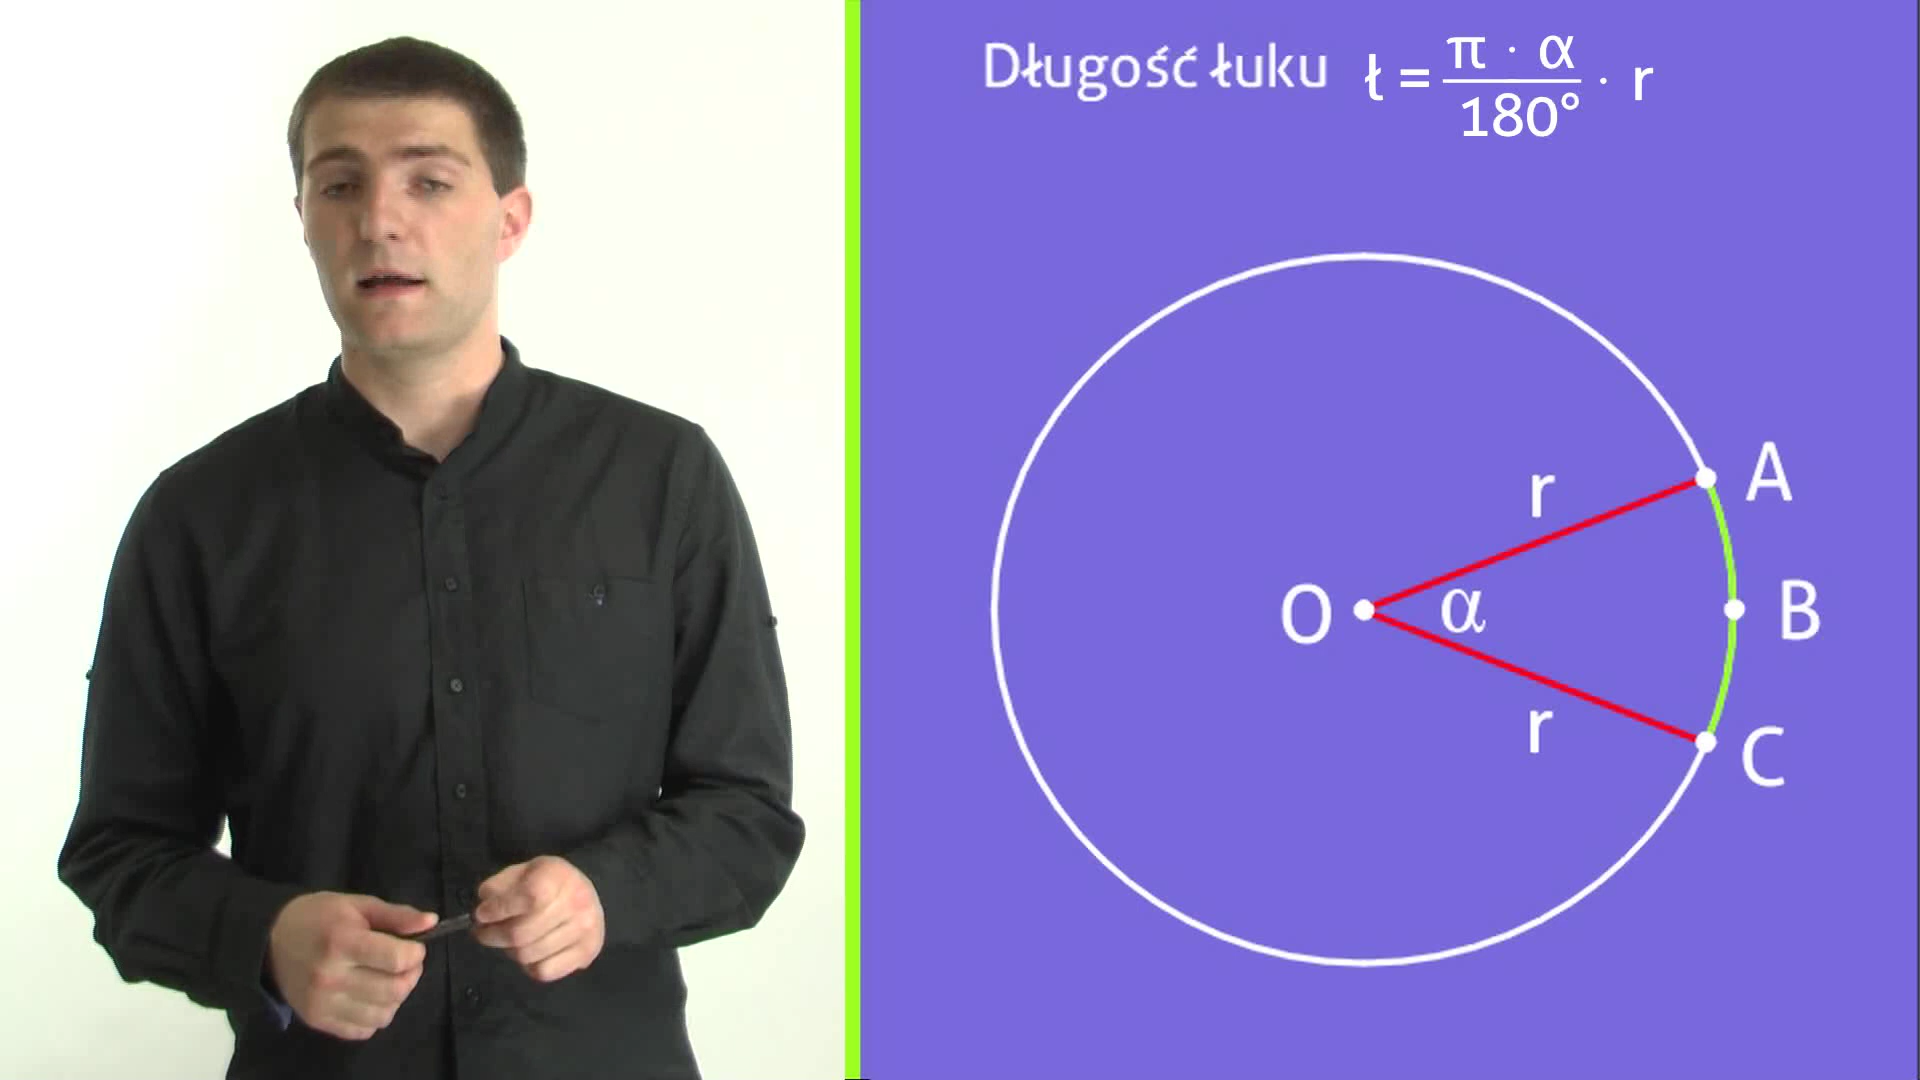 Długość łuku ł = π · α / 180° · r
r
A
O
α
B
r
C